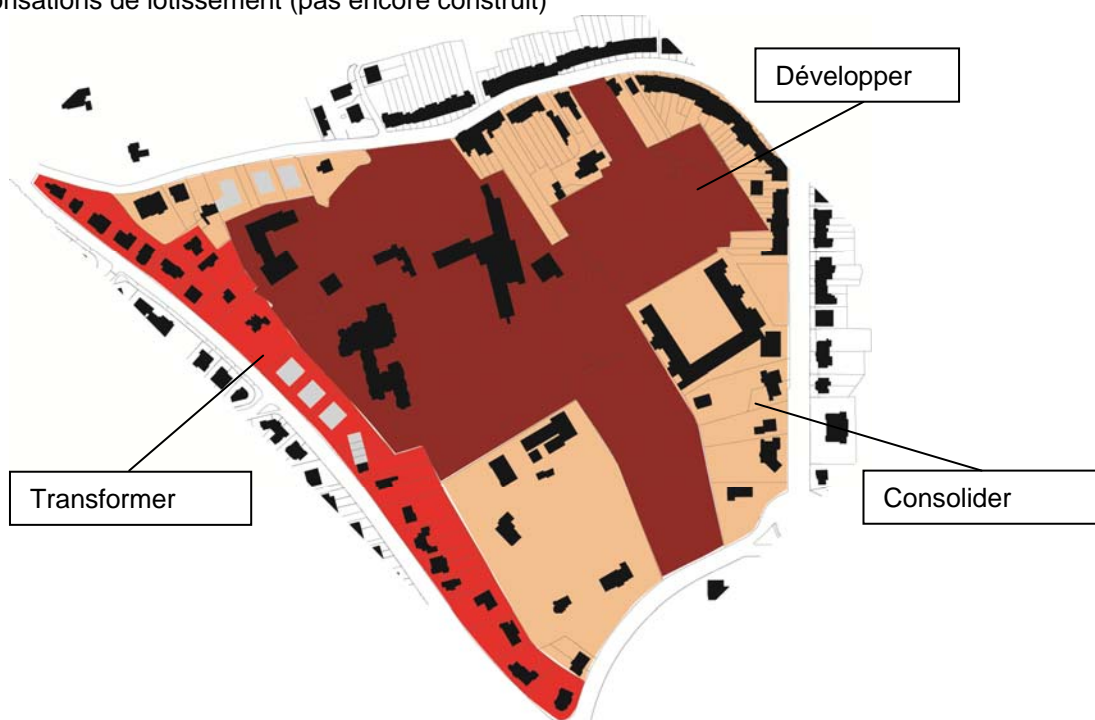 de lotissement (pas encore construit)
Développer
Transformer
Consolider